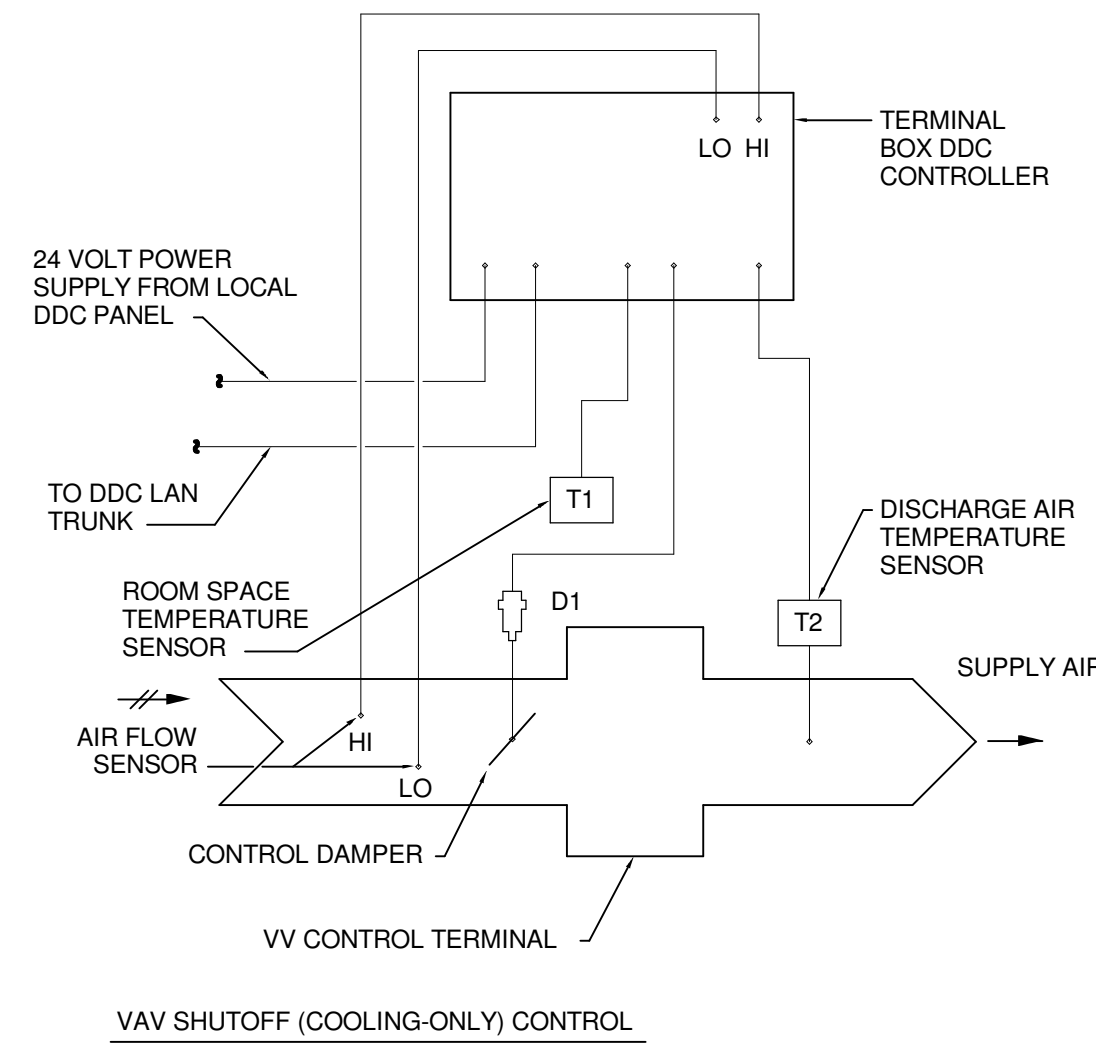 TERMINAL
BOX DDC
CONTROLLER
LO HI
24 VOLT POWER
SUPPLY FROM LOCAL
DDC PANEL
TO DDC LAN
TRUNK
T1
DISCHARGE AIR
TEMPERATURE
SENSOR
ROOM SPACE
TEMPERATURE
SENSOR
D1
T2
SUPPLY AIR
AIR FLOW
SENSOR
HI
LO
CONTROL DAMPER
VV CONTROL TERMINAL
VAV SHUTOFF (COOLING-ONLY) CONTROL